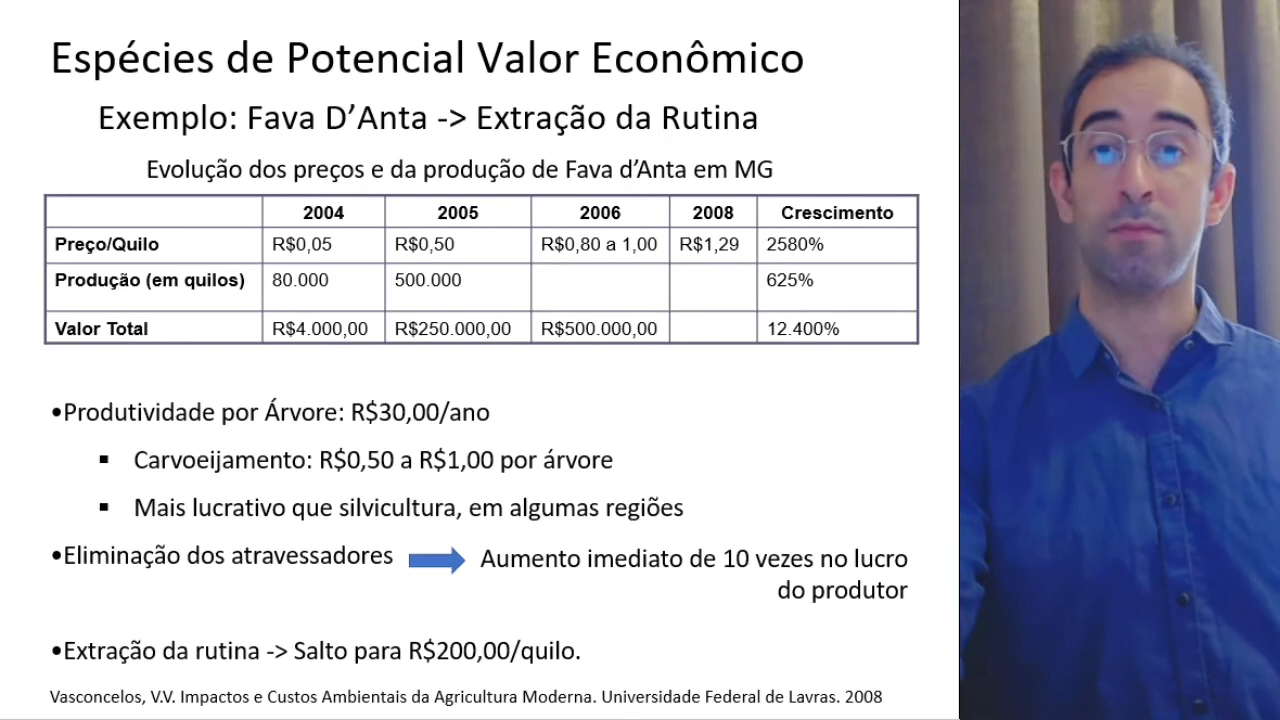 Espécies de Potencial Valor Econômico
Exemplo: Fava D’Anta -> Extração da Rutina
Evolução dos preços e da produção de Fava d’Anta em MG
2004 2005 2006 2008 Crescimento
Preço/Quilo R$0,05 R$0,50 R$0,80 a 1,00 R$1,29 2580%
Produção (em quilos) 80.000 500.000 625%
Valor Total R$4.000,00 R$250.000,00 R$500.000,00 12.400%
•Produtividade por Árvore: R$30,00/ano
▪ Carvoeijamento: R$0,50 a R$1,00 por árvore
▪ Mais lucrativo que silvicultura, em algumas regiões
•Eliminação dos atravessadores
Aumento imediato de 10 vezes no lucro
do produtor
•Extração da rutina -> Salto para R$200,00/quilo.
Vasconcelos, V.V. Impactos e Custos Ambientais da Agricultura Moderna. Universidade Federal de Lavras. 2008